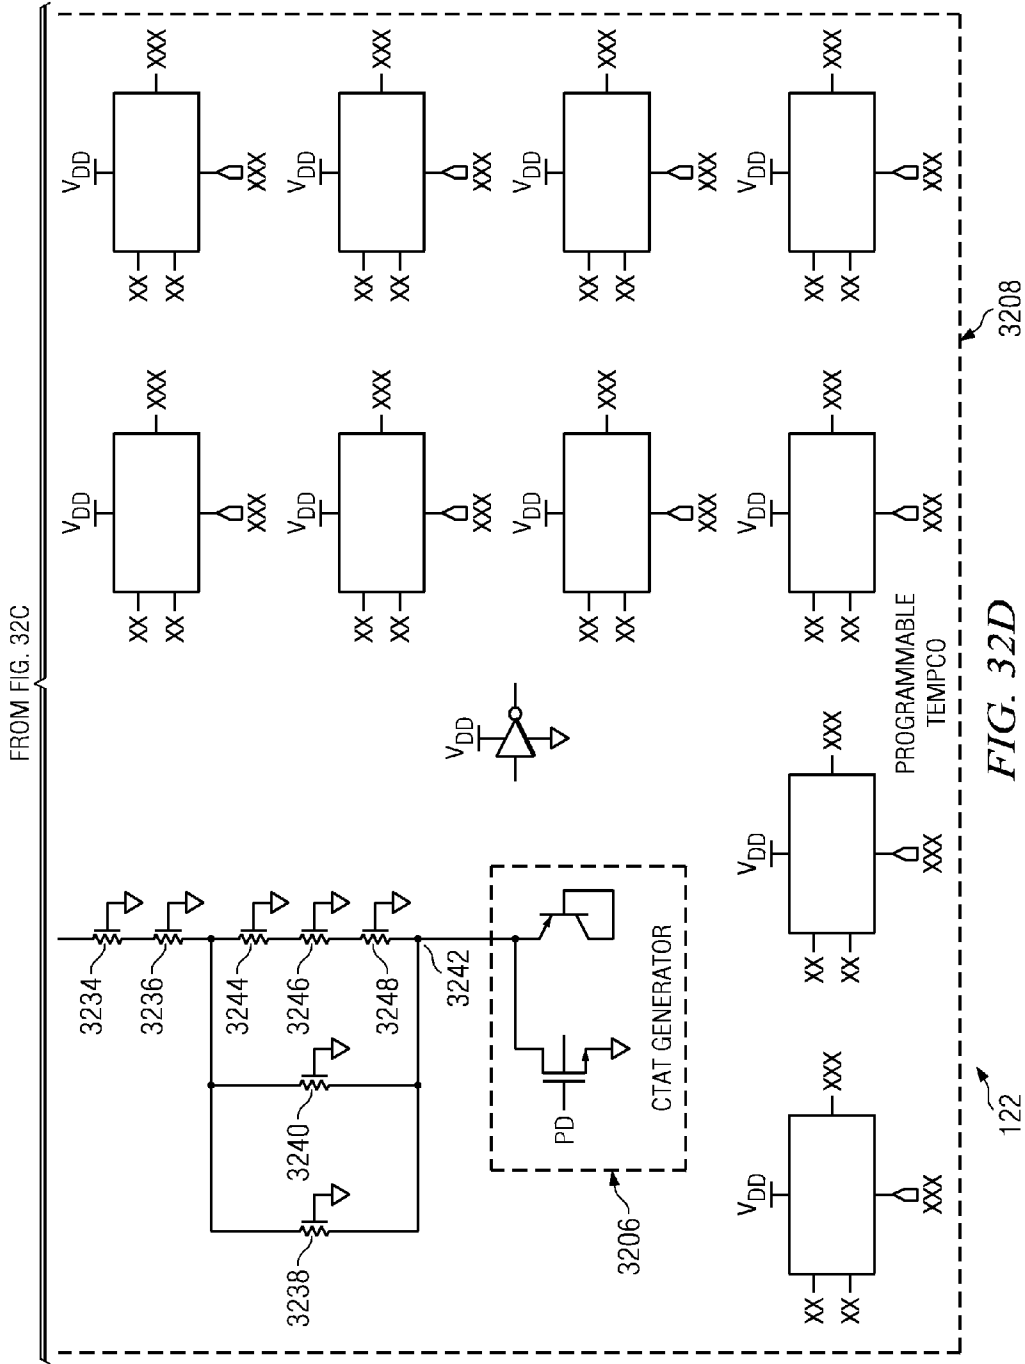 FROM FIG. 32C
3234
3236
3244
3246
3248
3240
3238
3242
PD
CTAT GENERATOR
3206
VDD
VDD
XX
XX
XXX
XXX
VDD
XX
XX
XXX
XXX
VDD
XX
XX
XXX
XXX
VDD
XX
XX
XXX
XXX
VDD
XX
XX
XXX
XXX
VDD
XX
XX
XXX
XXX
VDD
XX
XX
XXX
XXX
VDD
XX
XX
XXX
XXX
VDD
XX
XX
XXX
XXX
VDD
XX
XX
XXX
XXX
PROGRAMMABLE
TEMPCO
122
3208
FIG. 32D